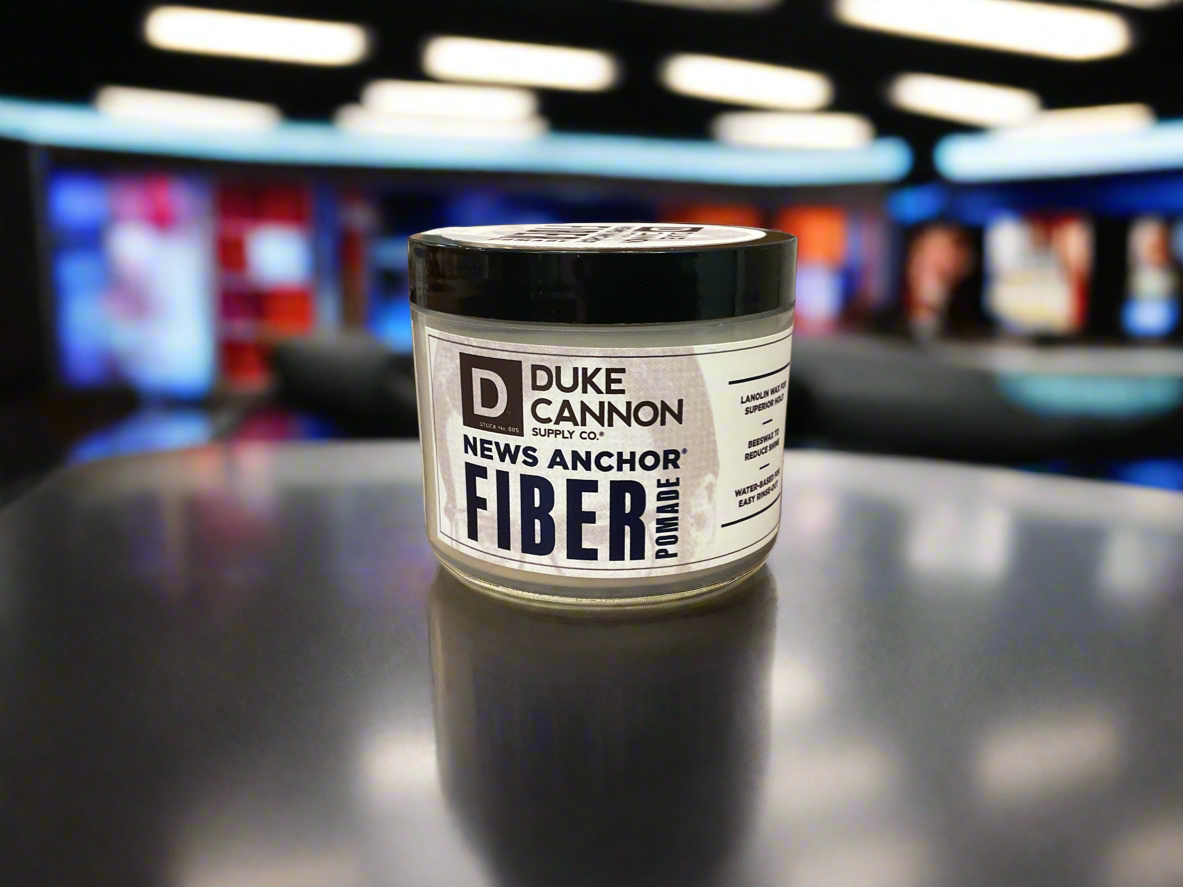 D
STOCK No. 005
DUKE
CANNON
SUPPLY CO.®
NEWS ANCHOR®
FIBER
POMADE
LANOLIN WAX FOR
SUPERIOR HOLD
BEESWAX TO
REDUCE SHINE
WATER-BASED FOR
EASY RINSE-OUT